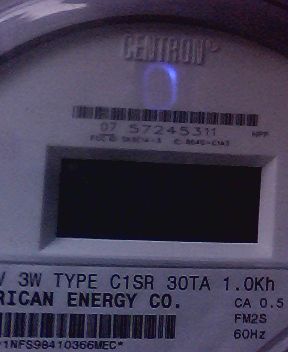 CENTRON
07 57245311
V 3W TYPE C1SR 30TA 1.0Kh
RICAN ENERGY CO.
CA 0.5
FM2S
60Hz
1NFS98410366MEC*